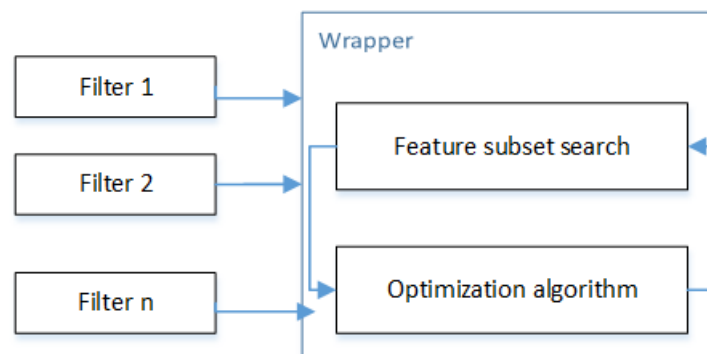 Wrapper
Filter 1
Feature subset search
Filter 2
Optimization algorithm
Filter n